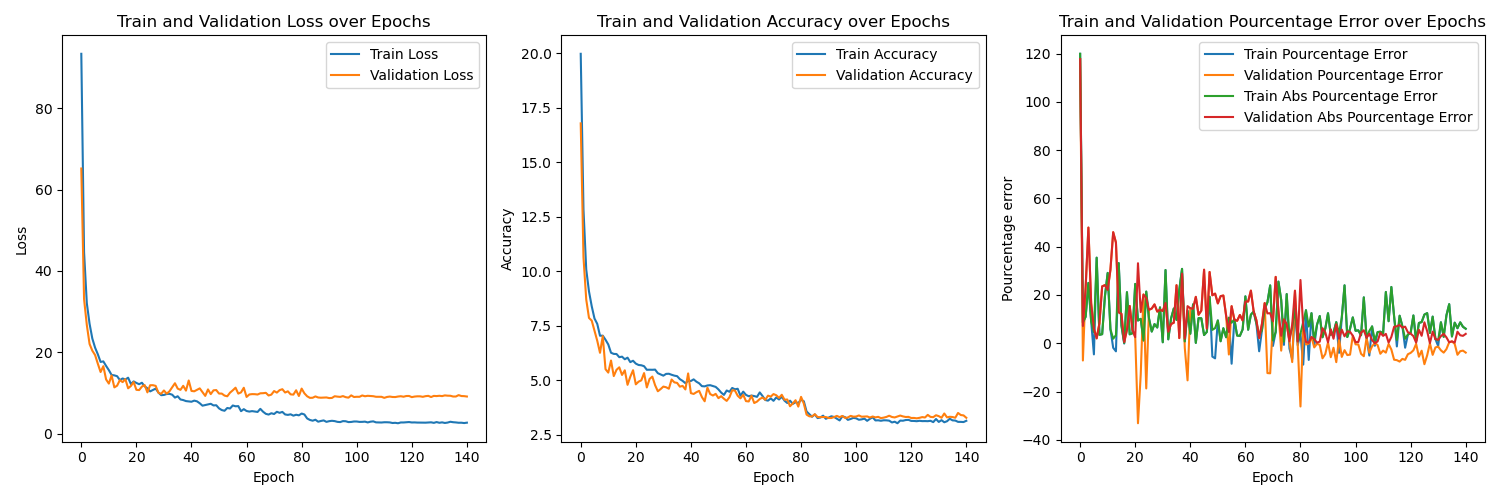 Train and Validation Loss over Epochs
Train Loss
Validation Loss
Loss
80
60
40
20
0
0 20 40 60 80 100 120 140
Epoch
Train and Validation Accuracy over Epochs
Train Accuracy
Validation Accuracy
Accuracy
20.0
17.5
15.0
12.5
10.0
7.5
5.0
2.5
0 20 40 60 80 100 120 140
Epoch
Train and Validation Pourcentage Error over Epochs
Train Pourcentage Error
Validation Pourcentage Error
Train Abs Pourcentage Error
Validation Abs Pourcentage Error
Pourcentage error
120
100
80
60
40
20
0
−20
−40
0 20 40 60 80 100 120 140
Epoch